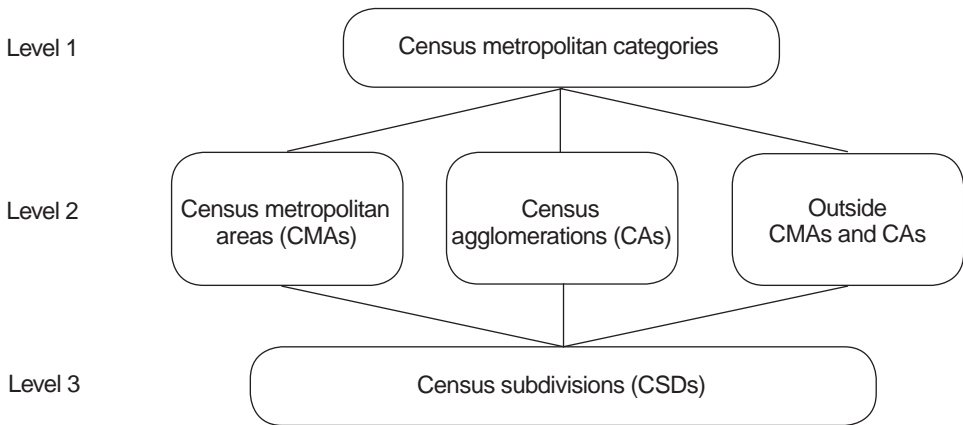 Level 1
Census metropolitan categories
Level 2
Census metropolitan
areas (CMAs)
Census
agglomerations (CAs)
Outside
CMAs and CAs
Level 3
Census subdivisions (CSDs)